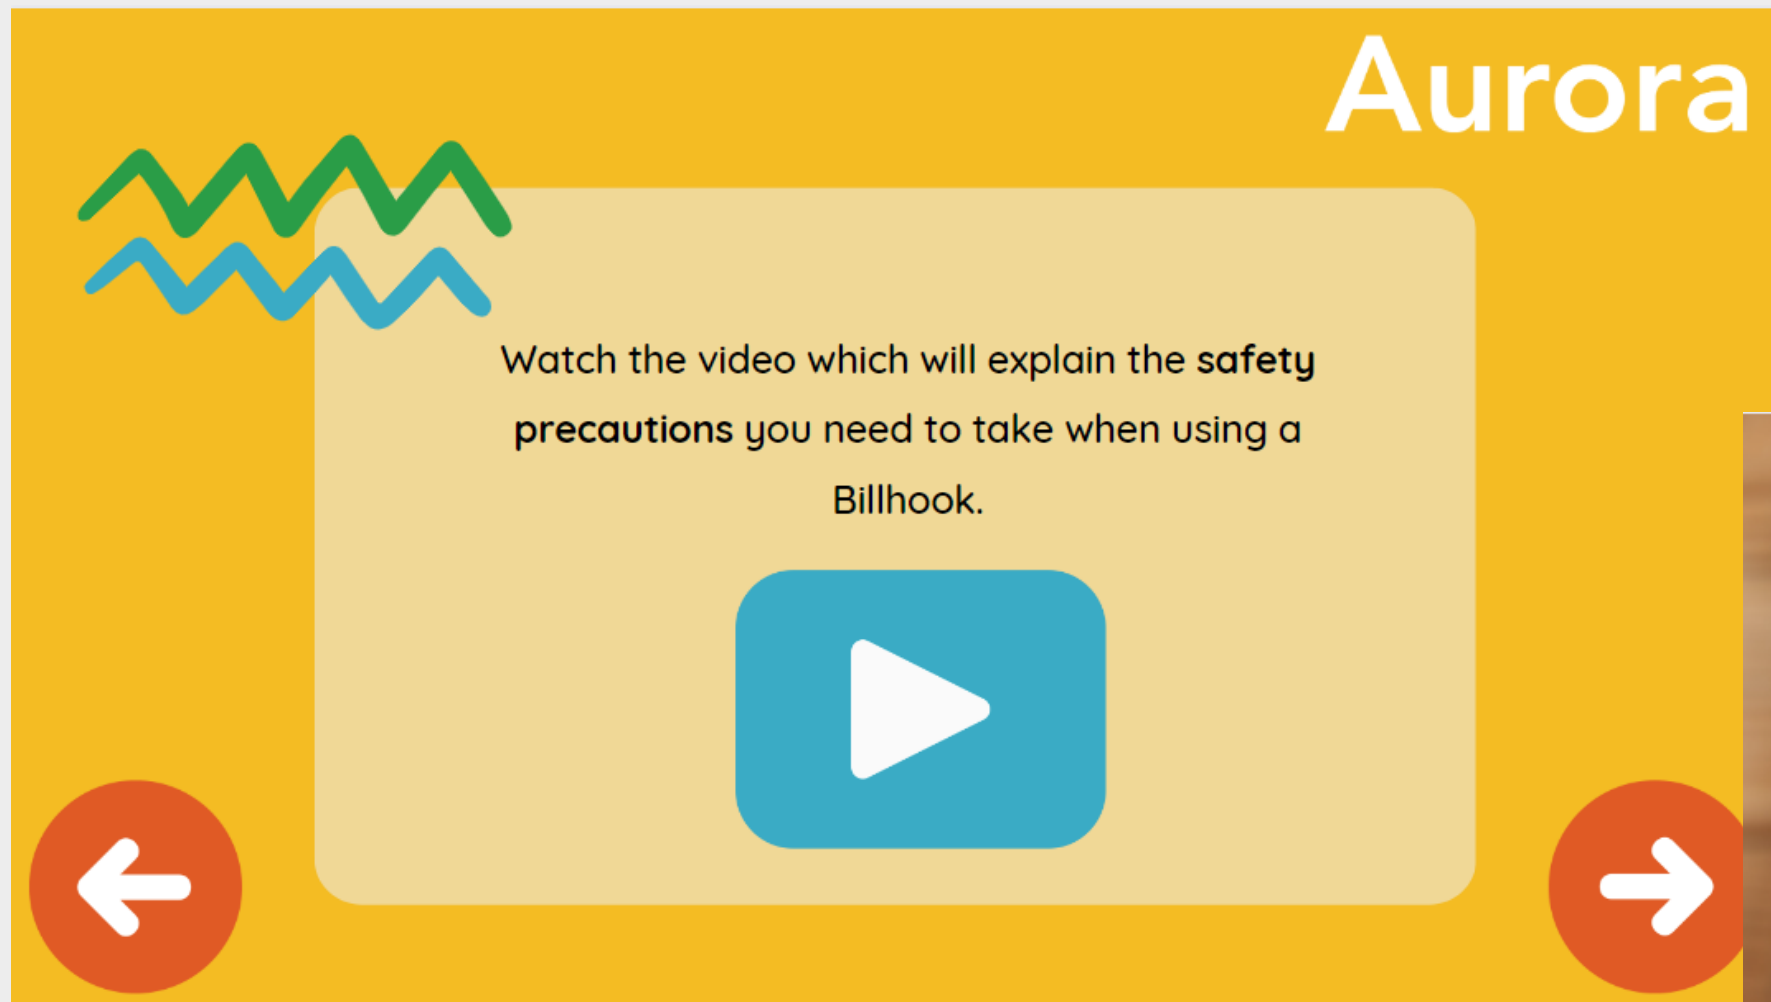 Aurora
Watch the video which will explain the safety
precautions you need to take when using a
Billhook.